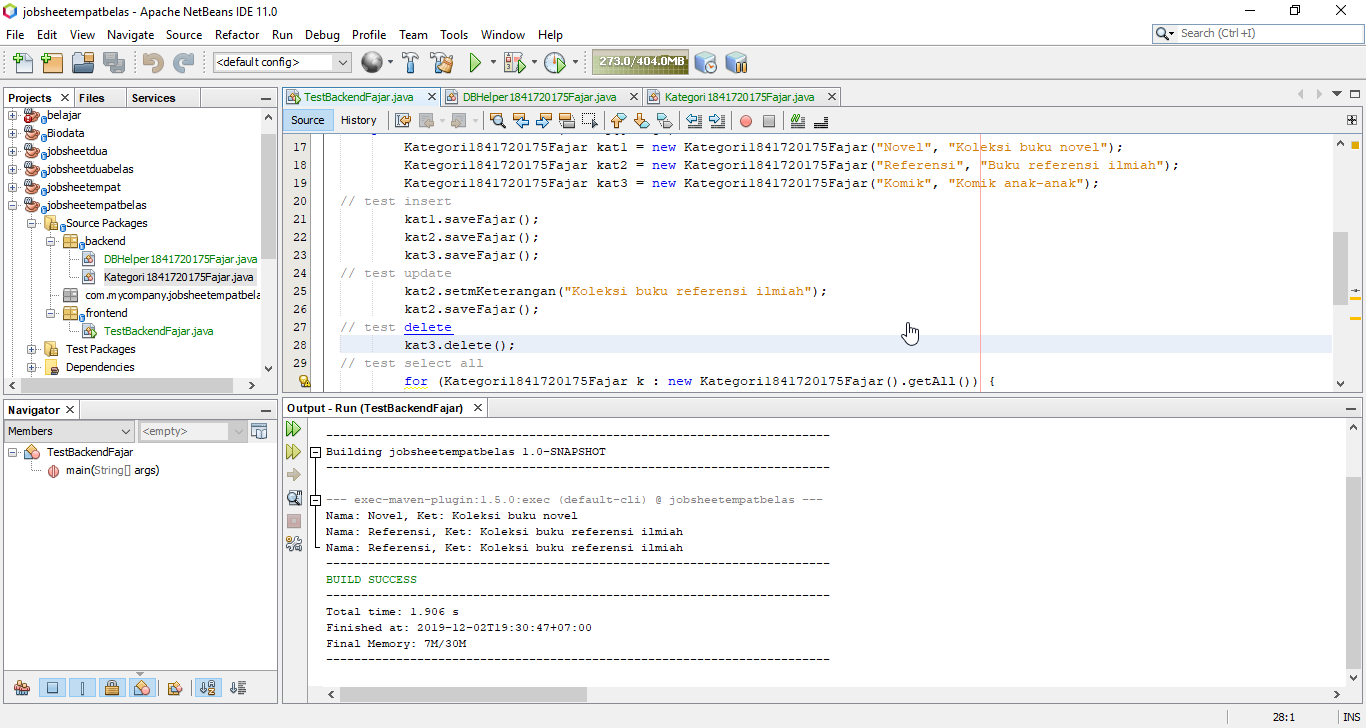 jobsheetempatbelas - Apache NetBeans IDE 11.0
File Edit View Navigate Source Refactor Run Debug Profile Team Tools Window Help
Search (Ctrl+I)
<default config>
273.0/404.0MB
Projects Files Services
belajar
Biodata
jobsheetdua
jobsheetduabelas
jobsheetempat
jobsheetempatbelas
Source Packages
backend
DBHelper1841720175Fajar.java
Kategori1841720175Fajar.java
com.mycompany.jobsheetempatbela
frontend
TestBackendFajar.java
Test Packages
Dependencies
Navigator
Members
<empty>
TestBackendFajar
main(String[] args)
TestBackendFajar.java DBHelper1841720175Fajar.java Kategori1841720175Fajar.java
Source History
17 Kategori1841720175Fajar kat1 = new Kategori1841720175Fajar("Novel", "Koleksi buku novel");
18 Kategori1841720175Fajar kat2 = new Kategori1841720175Fajar("Referensi", "Buku referensi ilmiah");
19 Kategori1841720175Fajar kat3 = new Kategori1841720175Fajar("Komik", "Komik anak-anak");
20 // test insert
21 kat1.saveFajar();
22 kat2.saveFajar();
23 kat3.saveFajar();
24 // test update
25 kat2.setmKeterangan("Koleksi buku referensi ilmiah");
26 kat2.saveFajar();
27 // test delete
28 kat3.delete();
29 // test select all
for (Kategori1841720175Fajar k : new Kategori1841720175Fajar().getAll()) {
Output - Run (TestBackendFajar)
------------------------------------------------------------------------
Building jobsheetempatbelas 1.0-SNAPSHOT
------------------------------------------------------------------------
--- exec-maven-plugin:1.5.0:exec (default-cli) @ jobsheetempatbelas ---
Nama: Novel, Ket: Koleksi buku novel
Nama: Referensi, Ket: Koleksi buku referensi ilmiah
Nama: Referensi, Ket: Koleksi buku referensi ilmiah
------------------------------------------------------------------------
BUILD SUCCESS
------------------------------------------------------------------------
Total time: 1.906 s
Finished at: 2019-12-02T19:30:47+07:00
Final Memory: 7M/30M
------------------------------------------------------------------------
28:1 INS